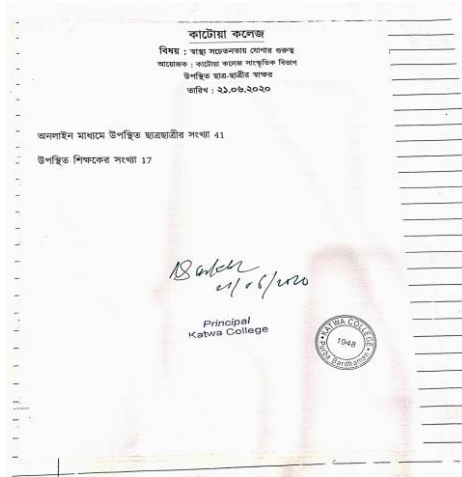 কাটোয়া কলেজ
বিষয় : স্বাস্থ্য সচেতনতায় যোগার গুরুত্ব
আয়োজক : কাটোয়া কলেজ সাংস্কৃতিক বিভাগ
উপস্থিত ছাত্র-ছাত্রীর স্বাক্ষর
তারিখ : ২১.০৬.২০২০
অনলাইন মাধ্যমে উপস্থিত ছাত্রছাত্রীর সংখ্যা 41
উপস্থিত শিক্ষকের সংখ্যা 17
21/06/2020
Principal
Katwa College
KATWA COLLEGE
1948
Purba Bardhaman